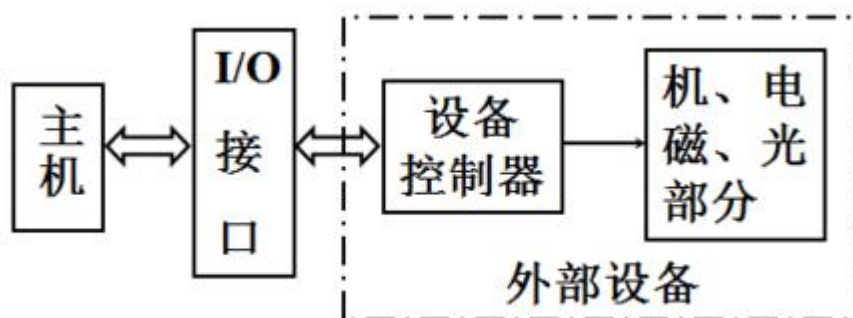 主
机
I/O
接
口
设备
控制器
机、电
磁、光
部分
外部设备